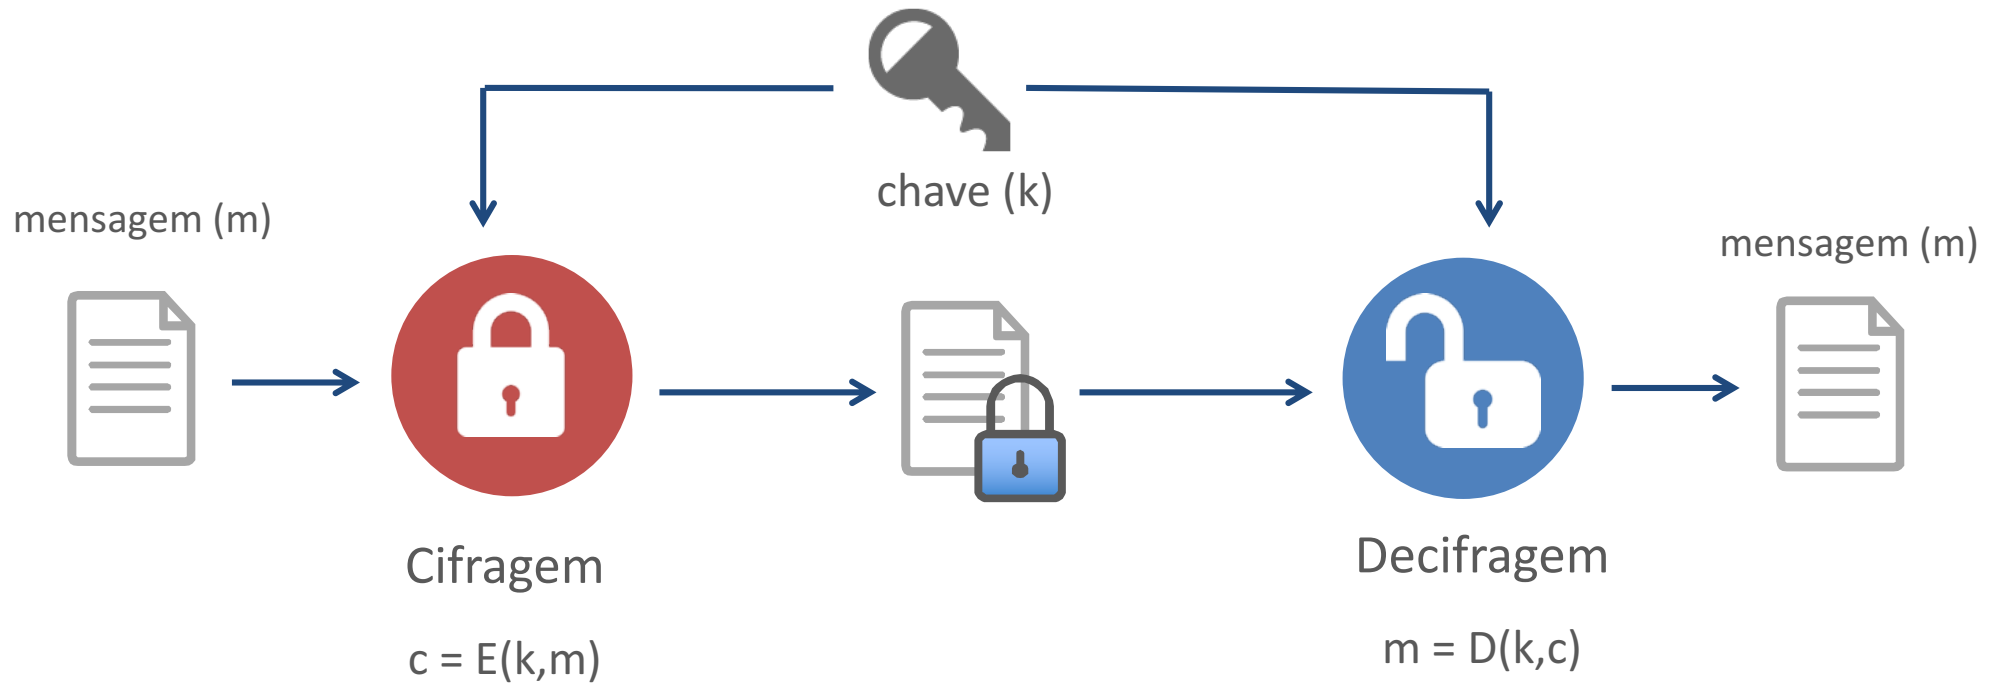 chave (k)
mensagem (m)
mensagem (m)
Cifragem
Decifragem
c = E(k,m)
m = D(k,c)